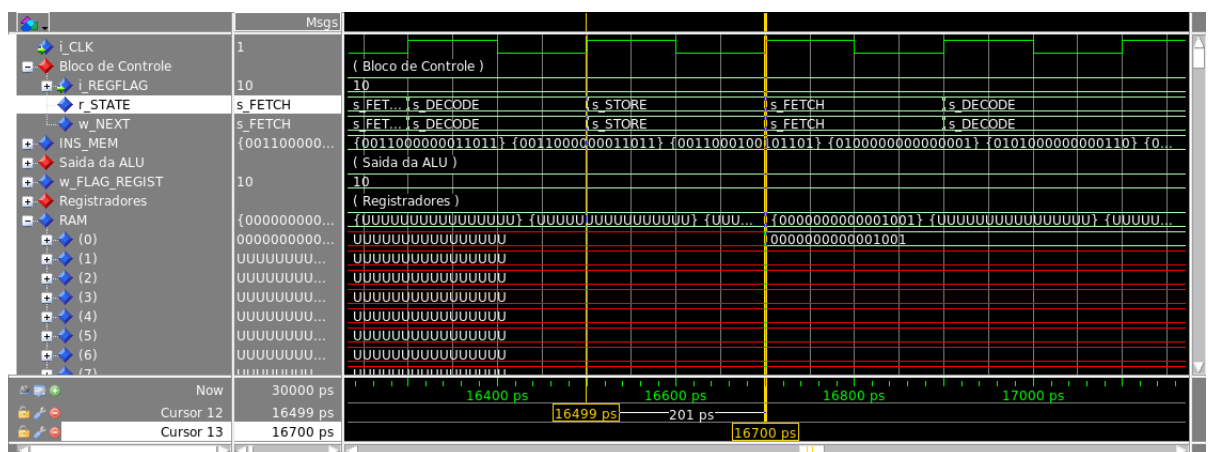 Msgs
i_CLK 1
Bloco de Controle ( Bloco de Controle )
i_REGFLAG 10 10
r_STATE s_FETCH s_FET... s_DECODE s_STORE s_FETCH s_DECODE
w_NEXT s_FETCH s_FET... s_DECODE s_STORE s_FETCH s_DECODE
INS_MEM {001100000... {0011000000011011} {0011000000011011} {0011000100101101} {0100000000000001} {0101000000000110} {0...
Saida da ALU ( Saida da ALU )
w_FLAG_REGIST 10 10
Registradores ( Registradores )
RAM {000000000... {UUUUUUUUUUUUUUUU} {UUUUUUUUUUUUUUUU} {UUU... {0000000000001001} {UUUUUUUUUUUUUUUU} {UUUUU...
(0) 0000000000... UUUUUUUUUUUUUUUU 0000000000001001
(1) UUUUUUUU... UUUUUUUUUUUUUUUU
(2) UUUUUUUU... UUUUUUUUUUUUUUUU
(3) UUUUUUUU... UUUUUUUUUUUUUUUU
(4) UUUUUUUU... UUUUUUUUUUUUUUUU
(5) UUUUUUUU... UUUUUUUUUUUUUUUU
(6) UUUUUUUU... UUUUUUUUUUUUUUUU
Now 30000 ps 16400 ps 16600 ps 16800 ps 17000 ps
Cursor 12 16499 ps 16499 ps 201 ps
Cursor 13 16700 ps 16700 ps